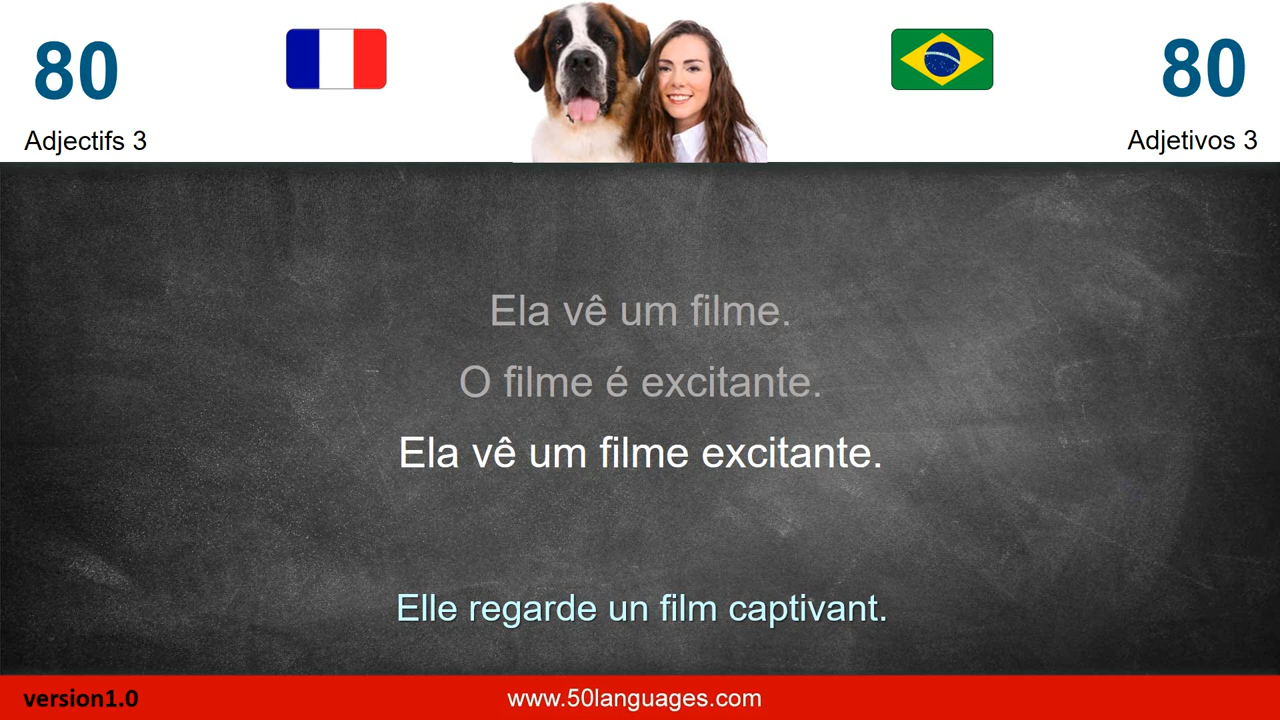 80
80
Adjectifs 3
Adjetivos 3
Ela vê um filme.
O filme é excitante.
Ela vê um filme excitante.
Elle regarde un film captivant.
version1.0
www.50languages.com